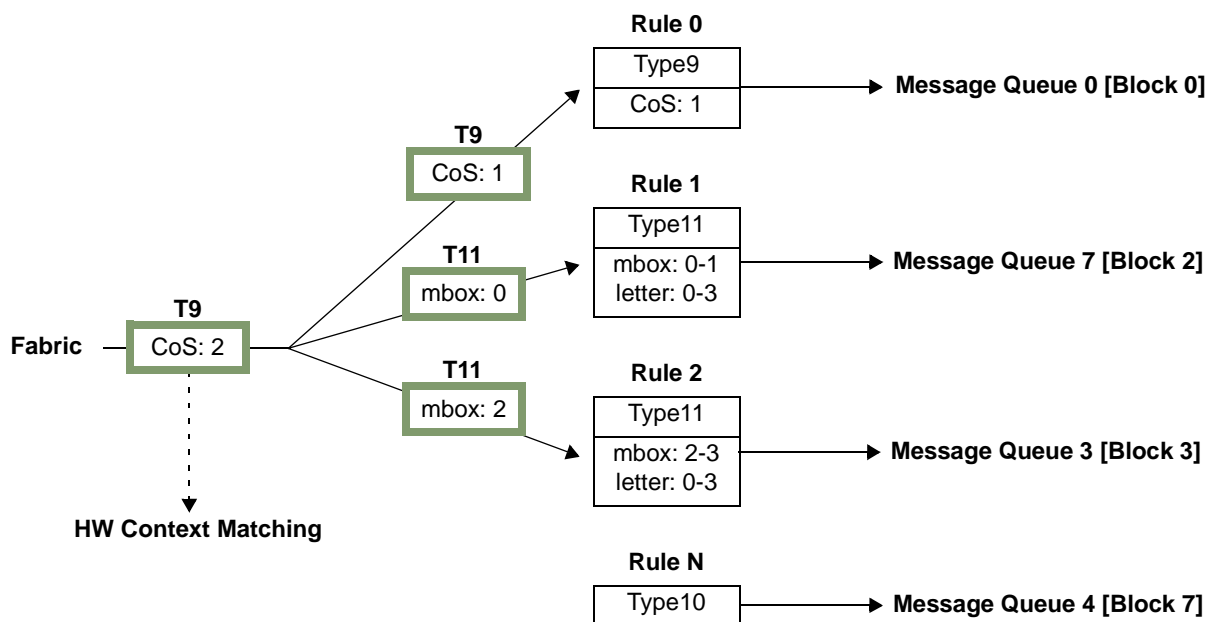 Rule 0
Type9
CoS: 1
Message Queue 0 [Block 0]
T9
CoS: 1
Rule 1
Type11
mbox: 0-1
letter: 0-3
Message Queue 7 [Block 2]
T11
mbox: 0
T9
Fabric
CoS: 2
T11
mbox: 2
Rule 2
Type11
mbox: 2-3
letter: 0-3
Message Queue 3 [Block 3]
HW Context Matching
Rule N
Type10
Message Queue 4 [Block 7]